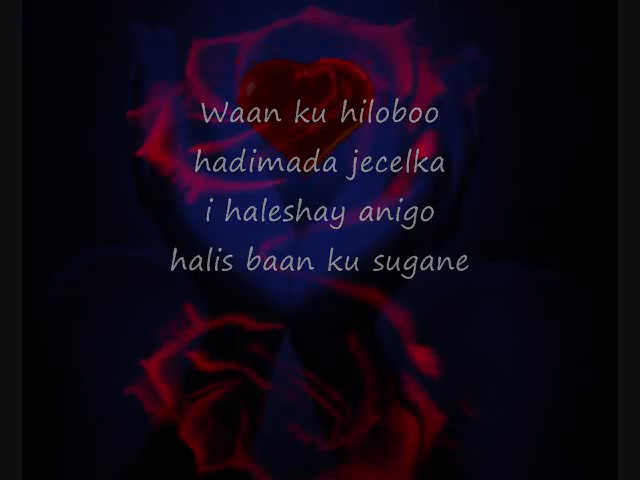 Waan ku hiloboo
hadimada jecelka
i haleshay anigo
halis baan ku sugane